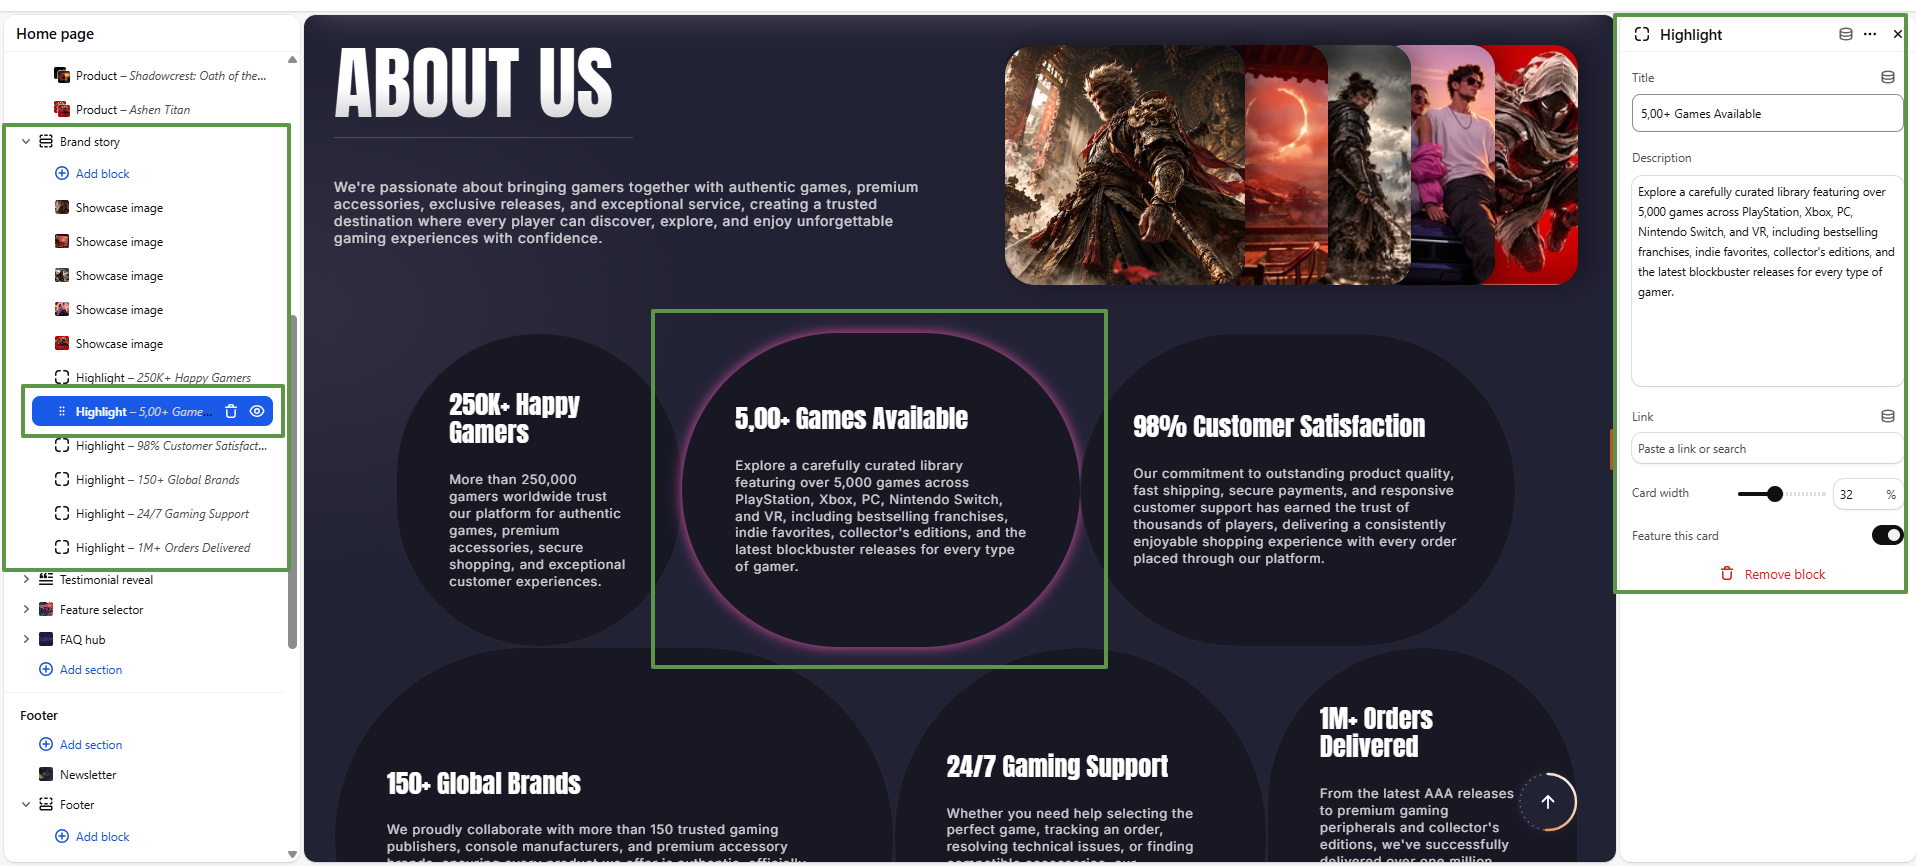 Home page
Product – Shadowcrest: Oath of the...
Product – Ashen Titan
Brand story
Add block
Showcase image
Showcase image
Showcase image
Showcase image
Showcase image
Highlight – 250K+ Happy Gamers
Highlight – 5,00+ Game...
Highlight – 98% Customer Satisfact...
Highlight – 150+ Global Brands
Highlight – 24/7 Gaming Support
Highlight – 1M+ Orders Delivered
Testimonial reveal
Feature selector
FAQ hub
Add section
Footer
Add section
Newsletter
Footer
Add block
ABOUT US
We're passionate about bringing gamers together with authentic games, premium
accessories, exclusive releases, and exceptional service, creating a trusted
destination where every player can discover, explore, and enjoy unforgettable
gaming experiences with confidence.
250K+ Happy
Gamers
More than 250,000
gamers worldwide trust
our platform for authentic
games, premium
accessories, secure
shopping, and exceptional
customer experiences.
5,00+ Games Available
Explore a carefully curated library
featuring over 5,000 games across
PlayStation, Xbox, PC, Nintendo Switch,
and VR, including bestselling franchises,
indie favorites, collector's editions, and the
latest blockbuster releases for every type
of gamer.
98% Customer Satisfaction
Our commitment to outstanding product quality,
fast shipping, secure payments, and responsive
customer support has earned the trust of
thousands of players, delivering a consistently
enjoyable shopping experience with every order
placed through our platform.
150+ Global Brands
We proudly collaborate with more than 150 trusted gaming
publishers, console manufacturers, and premium accessory
brands, ensuring every product we offer is authentic, officially
24/7 Gaming Support
Whether you need help selecting the
perfect game, tracking an order,
resolving technical issues, or finding
compatible accessories, our
1M+ Orders
Delivered
From the latest AAA releases
to premium gaming
peripherals and collector's
editions, we've successfully
delivered over one million
Highlight
Title
5,00+ Games Available
Description
Explore a carefully curated library featuring over
5,000 games across PlayStation, Xbox, PC,
Nintendo Switch, and VR, including bestselling
franchises, indie favorites, collector's editions, and
the latest blockbuster releases for every type of
gamer.
Link
Paste a link or search
Card width
32 %
Feature this card
Remove block